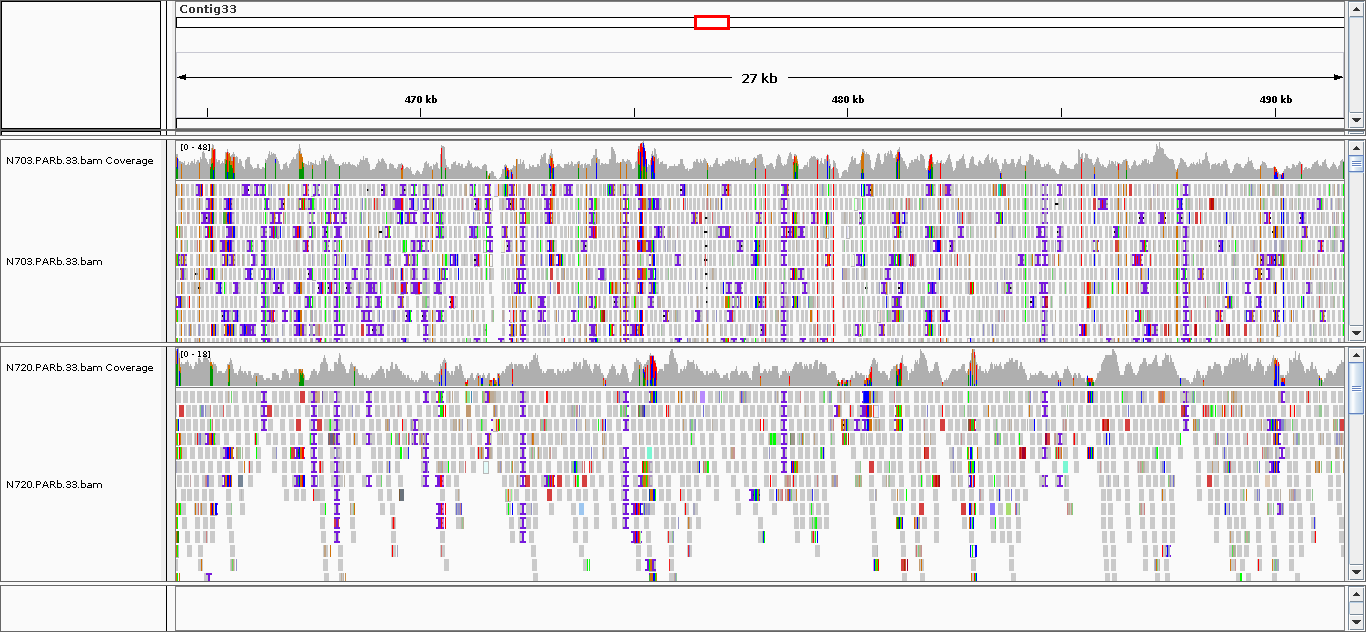 Contig33
27 kb
470 kb 480 kb 490 kb
[0 - 48]
N703.PARb.33.bam Coverage
N703.PARb.33.bam
[0 - 18]
N720.PARb.33.bam Coverage
N720.PARb.33.bam